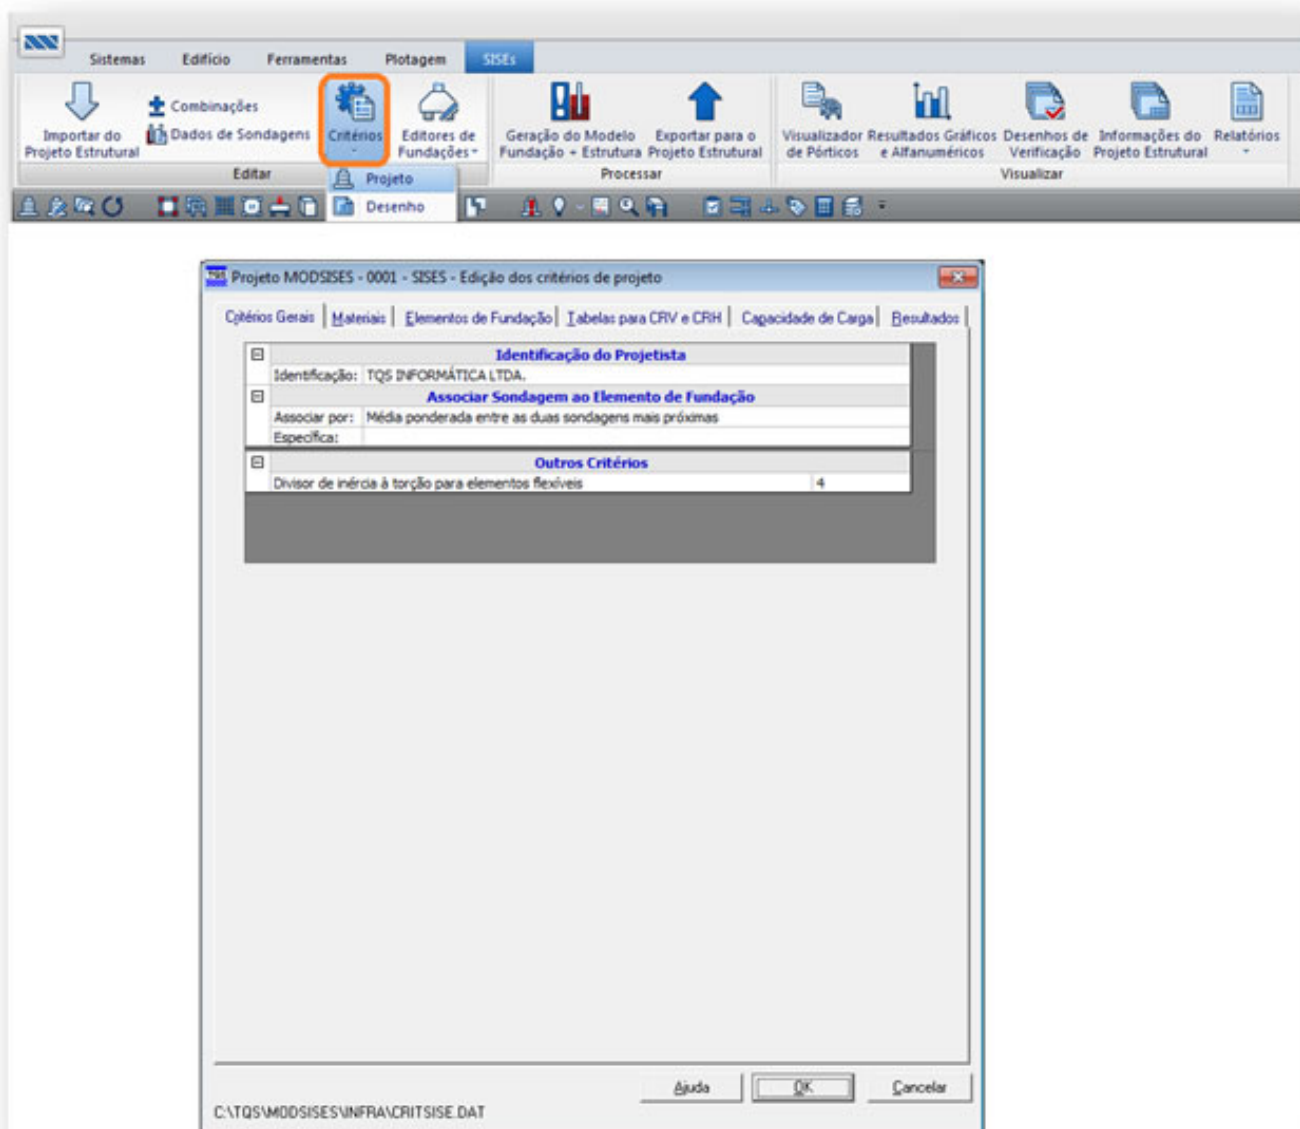 Sistemas Edifício Ferramentas Plotagem SISEs
Importar do
Projeto Estrutural
Combinações
Dados de Sondagens
Critérios
Editores de
Fundações
Geração do Modelo
Fundação + Estrutura
Exportar para o
Projeto Estrutural
Visualizador
de Pórticos
Resultados Gráficos
e Alfanuméricos
Desenhos de
Verificação
Informações do
Projeto Estrutural
Relatórios
Editar Processar Visualizar
Projeto
Desenho
TQS Projeto MODSISES - 0001 - SISES - Edição dos critérios de projeto
Critérios Gerais Materiais Elementos de Fundação Tabelas para CRV e CRH Capacidade de Carga Resultados
Identificação do Projetista
Identificação: TQS INFORMÁTICA LTDA.
Associar Sondagem ao Elemento de Fundação
Associar por: Média ponderada entre as duas sondagens mais próximas
Específica:
Outros Critérios
Divisor de inércia à torção para elementos flexíveis 4
Ajuda OK Cancelar
C:\TQS\MODSISES\INFRA\CRITSISE.DAT